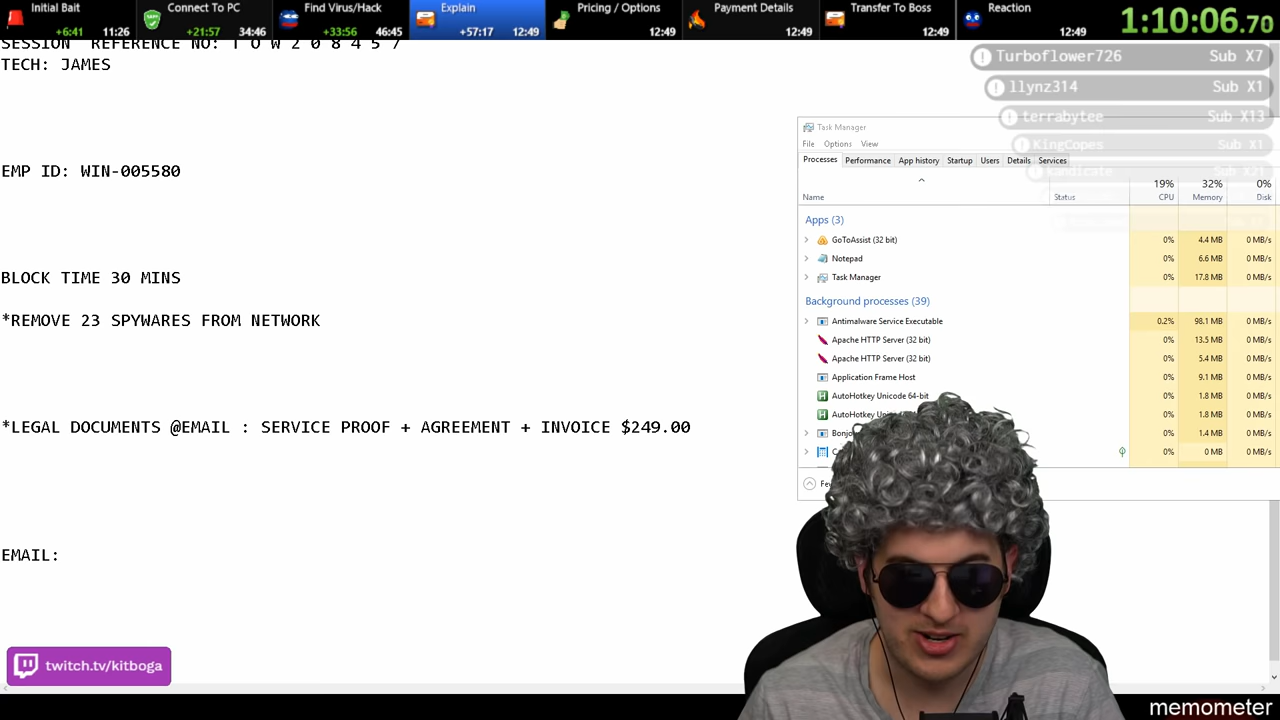 Initial Bait
+6:41 11:26
Connect To PC
+21:57 34:46
Find Virus/Hack
+33:56 46:45
Explain
+57:17 12:49
Pricing / Options
12:49
Payment Details
12:49
Transfer To Boss
12:49
Reaction
12:49
1:10:06.70
SESSION REFERENCE NO: T O W 2 0 8 4 5 7
TECH: JAMES
EMP ID: WIN-005580
BLOCK TIME 30 MINS
*REMOVE 23 SPYWARES FROM NETWORK
*LEGAL DOCUMENTS @EMAIL : SERVICE PROOF + AGREEMENT + INVOICE $249.00
EMAIL:
Turboflower726 Sub X7
llynz314 Sub X1
terrabytee Sub X13
KingCopes Sub X1
Kandicate Sub X21
Task Manager
File Options View
Processes Performance App history Startup Users Details Services
19% 32% 0%
Name Status CPU Memory Disk
Apps (3)
GoToAssist (32 bit) 0% 4.4 MB 0 MB/s
Notepad 0% 6.6 MB 0 MB/s
Task Manager 0% 17.8 MB 0 MB/s
Background processes (39)
Antimalware Service Executable 0.2% 98.1 MB 0 MB/s
Apache HTTP Server (32 bit) 0% 13.5 MB 0 MB/s
Apache HTTP Server (32 bit) 0% 5.4 MB 0 MB/s
Application Frame Host 0% 9.1 MB 0 MB/s
AutoHotkey Unicode 64-bit 0% 1.8 MB 0 MB/s
AutoHotkey 0% 1.8 MB 0 MB/s
0% 1.4 MB 0 MB/s
0% 0 MB 0 MB/s
twitch.tv/kitboga
memometer